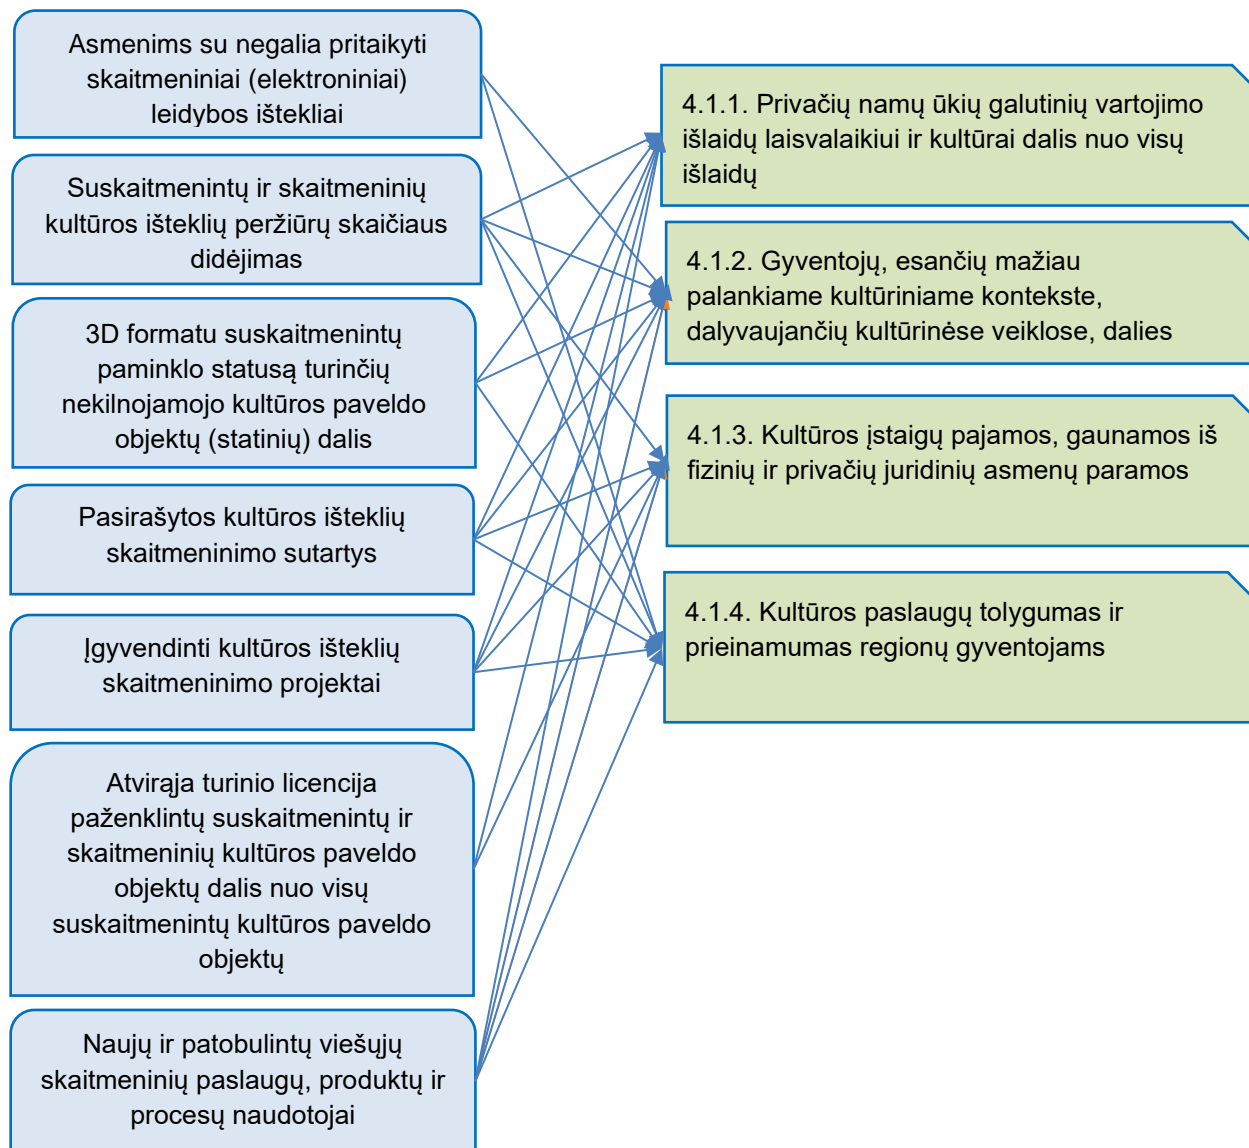 Asmenims su negalia pritaikyti
skaitmeniniai (elektroniniai)
leidybos ištekliai
Suskaitmenintų ir skaitmeninių
kultūros išteklių peržiūrų skaičiaus
didėjimas
3D formatu suskaitmenintų
paminklo statusą turinčių
nekilnojamojo kultūros paveldo
objektų (statinių) dalis
Pasirašytos kultūros išteklių
skaitmeninimo sutartys
Įgyvendinti kultūros išteklių
skaitmeninimo projektai
Atvirąja turinio licencija
paženklintų suskaitmenintų ir
skaitmeninių kultūros paveldo
objektų dalis nuo visų
suskaitmenintų kultūros paveldo
objektų
Naujų ir patobulintų viešųjų
skaitmeninių paslaugų, produktų ir
procesų naudotojai
4.1.1. Privačių namų ūkių galutinių vartojimo
išlaidų laisvalaikiui ir kultūrai dalis nuo visų
išlaidų
4.1.2. Gyventojų, esančių mažiau
palankiame kultūriniame kontekste,
dalyvaujančių kultūrinėse veiklose, dalies
4.1.3. Kultūros įstaigų pajamos, gaunamos iš
fizinių ir privačių juridinių asmenų paramos
4.1.4. Kultūros paslaugų tolygumas ir
prieinamumas regionų gyventojams